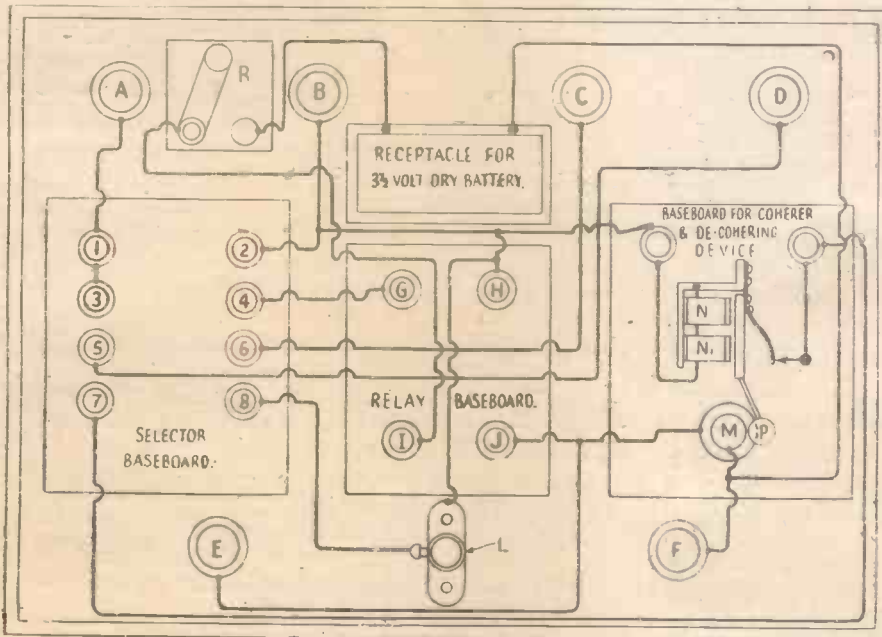 A
R
B
C
D
RECEPTACLE FOR
3½ VOLT DRY BATTERY.
BASEBOARD FOR COHERER
& DE-COHERING
DEVICE
1
2
3
4
G
H
N
N,
5
6
7
8
RELAY BASEBOARD.
I
J
M
P
SELECTOR
BASEBOARD.
E
L
F